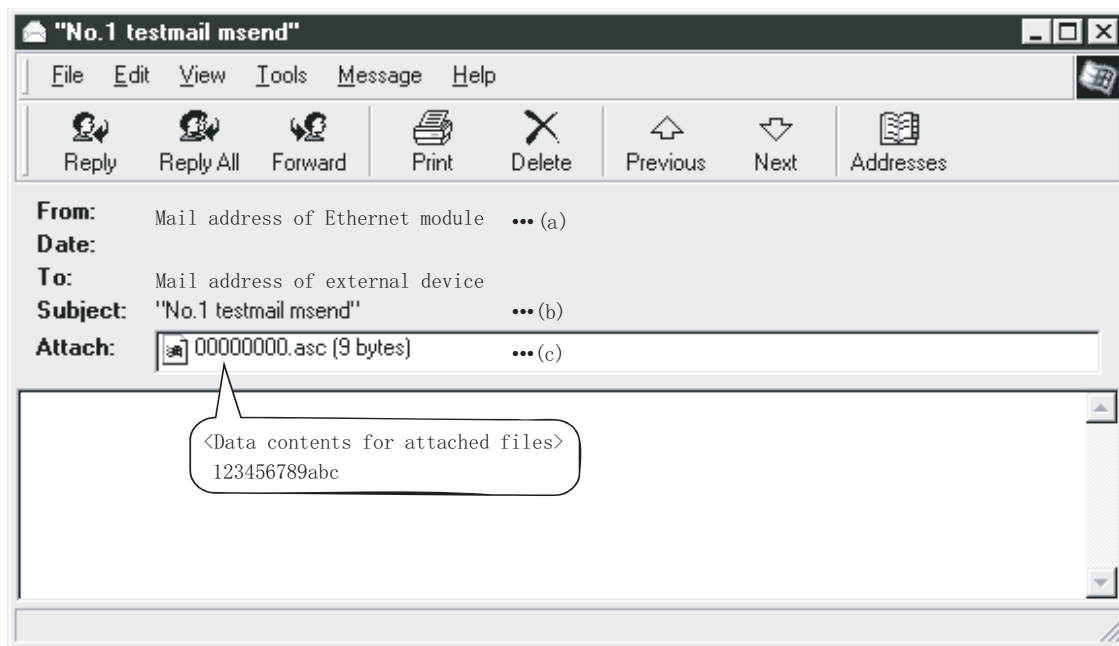 "No.1 testmail msend"
File Edit View Tools Message Help
Reply Reply All Forward Print Delete Previous Next Addresses
From: Mail address of Ethernet module •••(a)
Date:
To: Mail address of external device
Subject: "No.1 testmail msend" •••(b)
Attach: 00000000.asc (9 bytes) •••(c)
<Data contents for attached files>
123456789abc